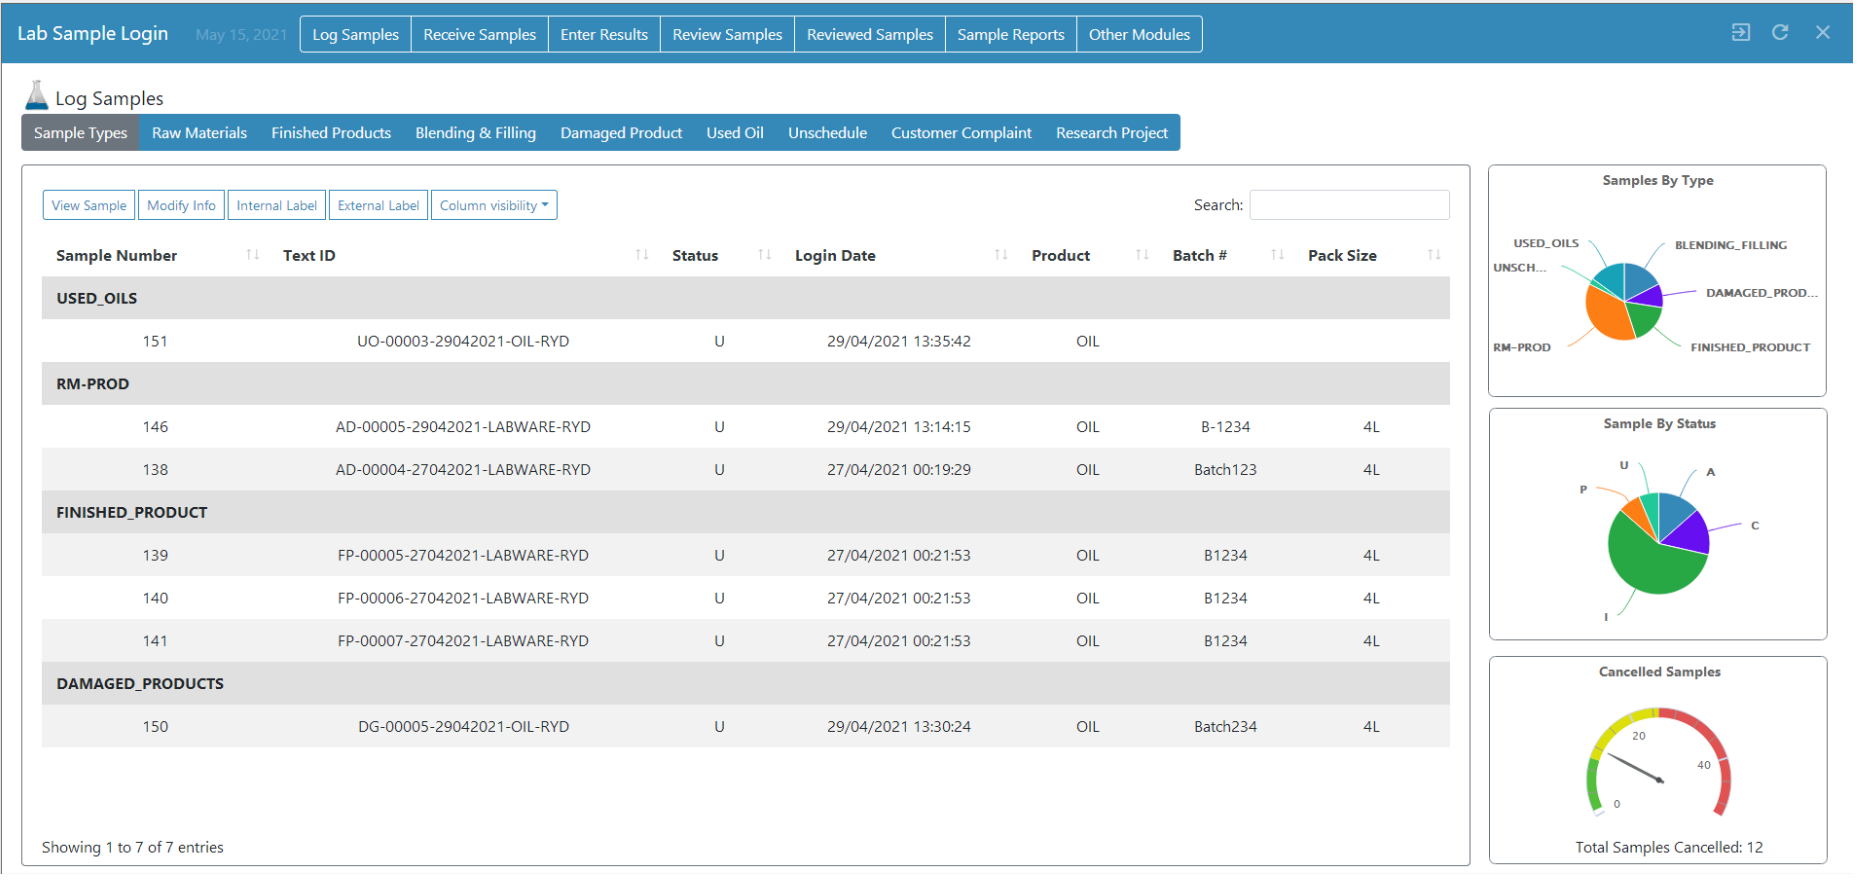 Lab Sample Login May 15, 2021 Log Samples Receive Samples Enter Results Review Samples Reviewed Samples Sample Reports Other Modules
Log Samples
Sample Types Raw Materials Finished Products Blending & Filling Damaged Product Used Oil Unschedule Customer Complaint Research Project
View Sample Modify Info Internal Label External Label Column visibility Search:
Sample Number Text ID Status Login Date Product Batch # Pack Size
USED_OILS
151 UO-00003-29042021-OIL-RYD U 29/04/2021 13:35:42 OIL
RM-PROD
146 AD-00005-29042021-LABWARE-RYD U 29/04/2021 13:14:15 OIL B-1234 4L
138 AD-00004-27042021-LABWARE-RYD U 27/04/2021 00:19:29 OIL Batch123 4L
FINISHED_PRODUCT
139 FP-00005-27042021-LABWARE-RYD U 27/04/2021 00:21:53 OIL B1234 4L
140 FP-00006-27042021-LABWARE-RYD U 27/04/2021 00:21:53 OIL B1234 4L
141 FP-00007-27042021-LABWARE-RYD U 27/04/2021 00:21:53 OIL B1234 4L
DAMAGED_PRODUCTS
150 DG-00005-29042021-OIL-RYD U 29/04/2021 13:30:24 OIL Batch234 4L
Showing 1 to 7 of 7 entries
Samples By Type
USED_OILS BLENDING_FILLING
UNSCH...
DAMAGED_PROD...
RM-PROD FINISHED_PRODUCT
Sample By Status
U A
P
C
I
Cancelled Samples
20
40
0
Total Samples Cancelled: 12